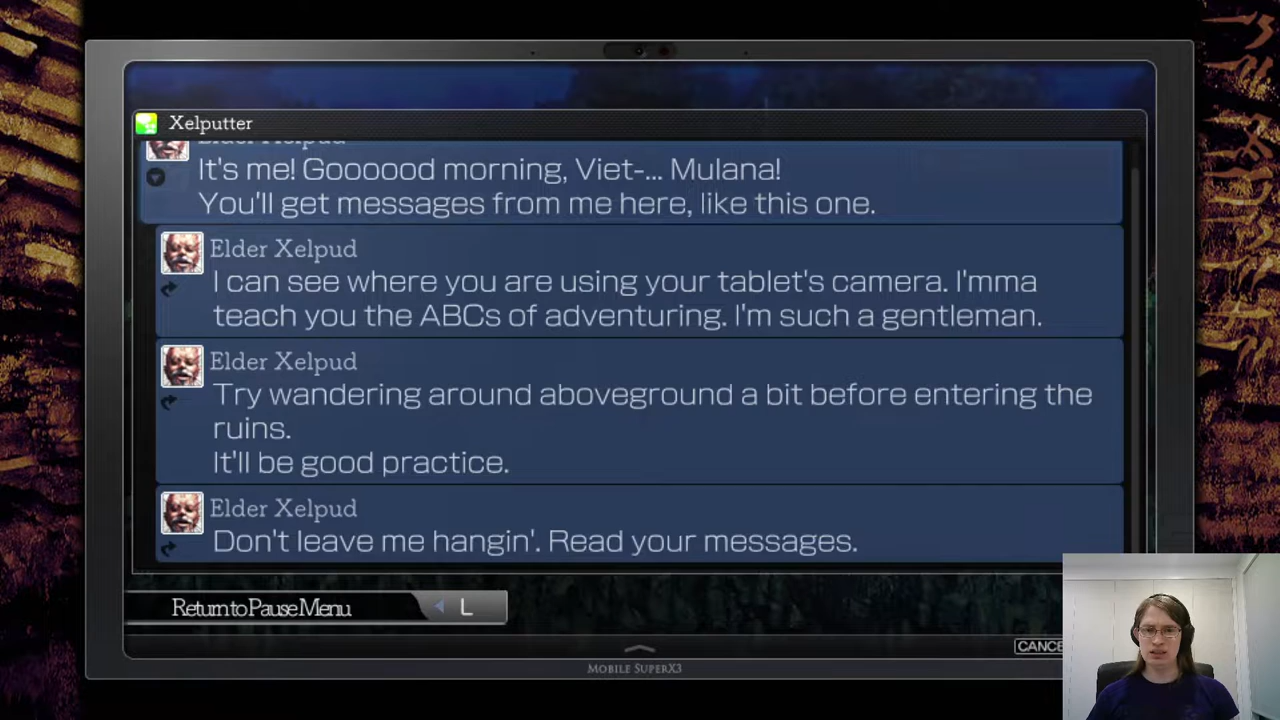 Xelputter
Elder Xelpud
It's me! Goooood morning, Viet-... Mulana!
You'll get messages from me here, like this one.
Elder Xelpud
I can see where you are using your tablet's camera. I'mma
teach you the ABCs of adventuring. I'm such a gentleman.
Elder Xelpud
Try wandering around aboveground a bit before entering the
ruins.
It'll be good practice.
Elder Xelpud
Don't leave me hangin'. Read your messages.
Return to Pause Menu L
CANCE
MOBILE SUPERX3